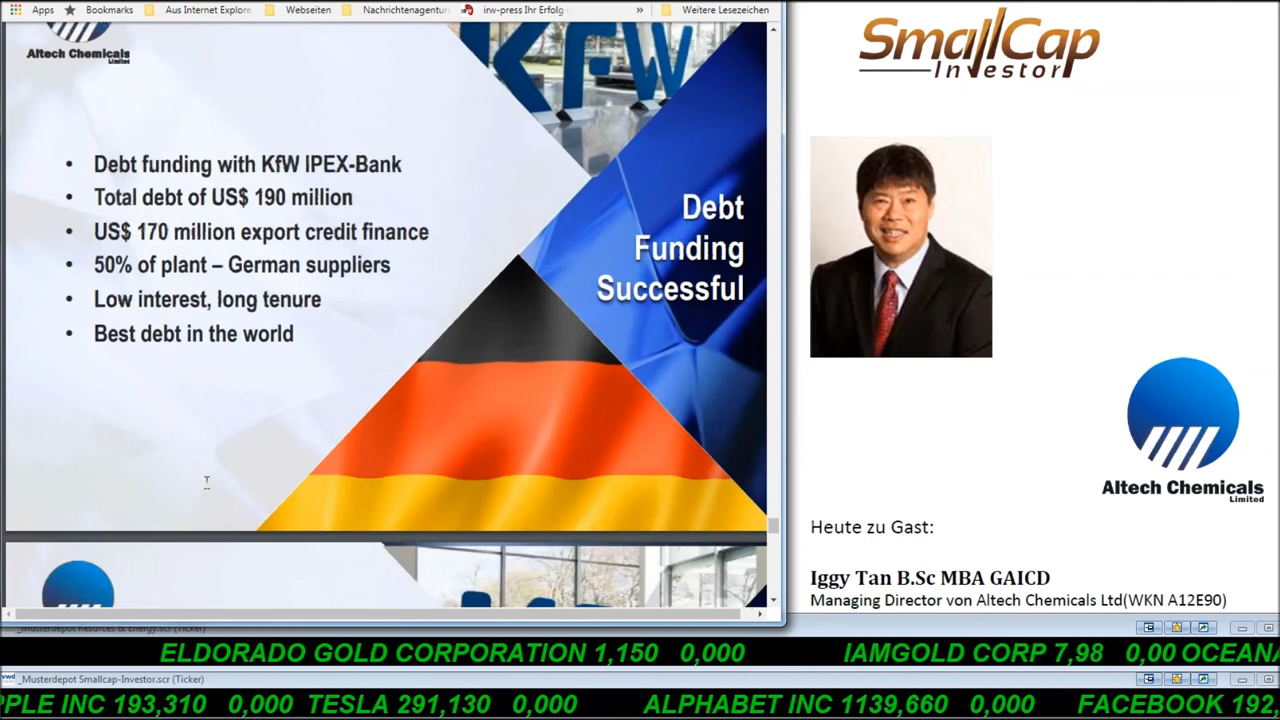 Apps
Bookmarks
Aus Internet Explore
Webseiten
Nachrichtenagentu
irw-press Ihr Erfolg
»
Weitere Lesezeichen
Altech Chemicals
Limited
KFW
• Debt funding with KfW IPEX-Bank
• Total debt of US$ 190 million
• US$ 170 million export credit finance
• 50% of plant – German suppliers
• Low interest, long tenure
• Best debt in the world
Debt
Funding
Successful
SmallCap
Investor
Altech Chemicals
Limited
Heute zu Gast:
Iggy Tan B.Sc MBA GAICD
Managing Director von Altech Chemicals Ltd(WKN A12E90)
_Musterdepot Resources & Energy.scr (Ticker)
ELDORADO GOLD CORPORATION 1,150 0,000 IAMGOLD CORP 7,98 0,00 OCEANA
vwd _Musterdepot Smallcap-Investor.scr (Ticker)
PLE INC 193,310 0,000 TESLA 291,130 0,000 ALPHABET INC 1139,660 0,000 FACEBOOK 192,